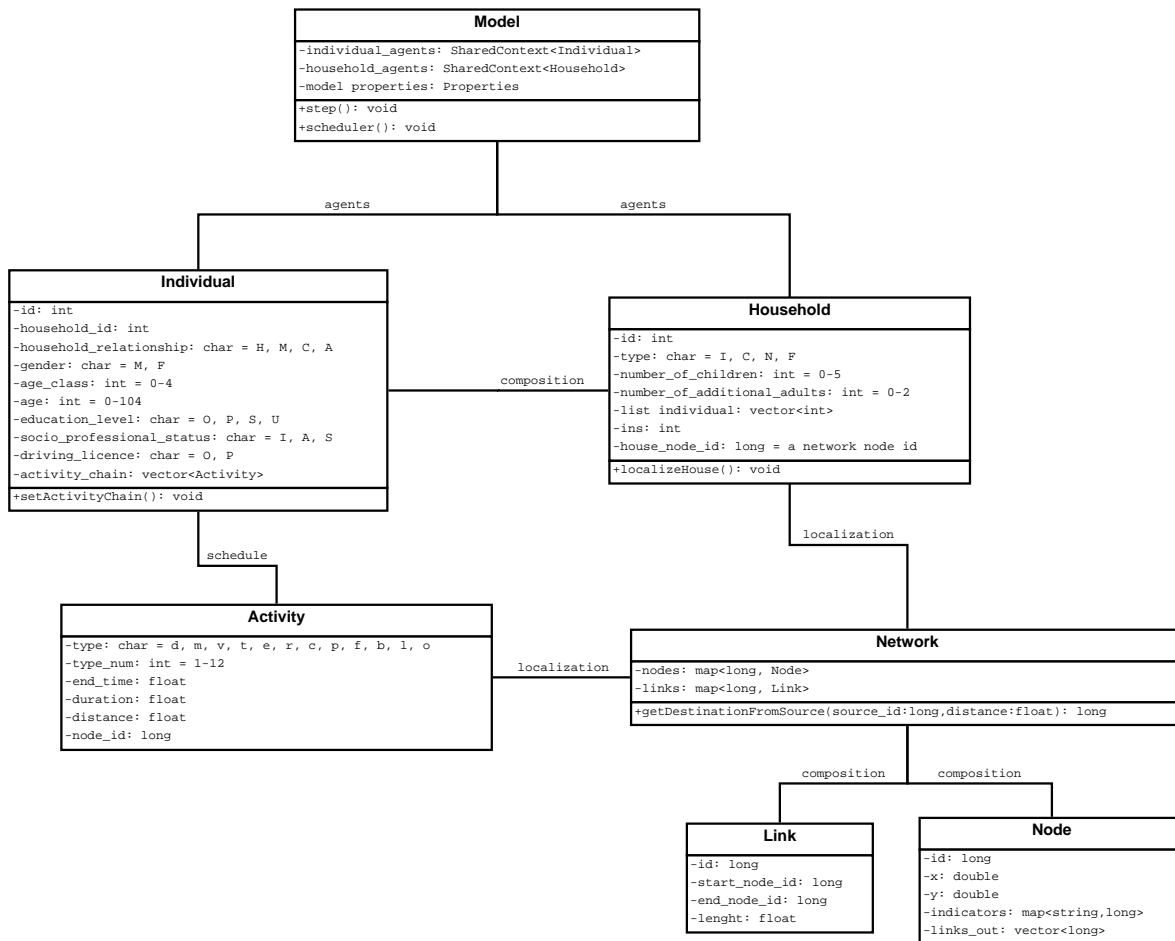 Model
-individual_agents: SharedContext<Individual>
-household_agents: SharedContext<Household>
-model properties: Properties
+step(): void
+scheduler(): void
agents
agents
Individual
-id: int
-household_id: int
-household_relationship: char = H, M, C, A
-gender: char = M, F
-age_class: int = 0-4
-age: int = 0-104
-education_level: char = O, P, S, U
-socio_professional_status: char = I, A, S
-driving_licence: char = O, P
-activity_chain: vector<Activity>
+setActivityChain(): void
composition
Household
-id: int
-type: char = I, C, N, F
-number_of_children: int = 0-5
-number_of_additional_adults: int = 0-2
-list individual: vector<int>
-ins: int
-house_node_id: long = a network node id
+localizeHouse(): void
schedule
localization
Activity
-type: char = d, m, v, t, e, r, c, p, f, b, l, o
-type_num: int = 1-12
-end_time: float
-duration: float
-distance: float
-node_id: long
localization
Network
-nodes: map<long, Node>
-links: map<long, Link>
+getDestinationFromSource(source_id:long,distance:float): long
composition
composition
Link
-id: long
-start_node_id: long
-end_node_id: long
-lenght: float
Node
-id: long
-x: double
-y: double
-indicators: map<string,long>
-links_out: vector<long>